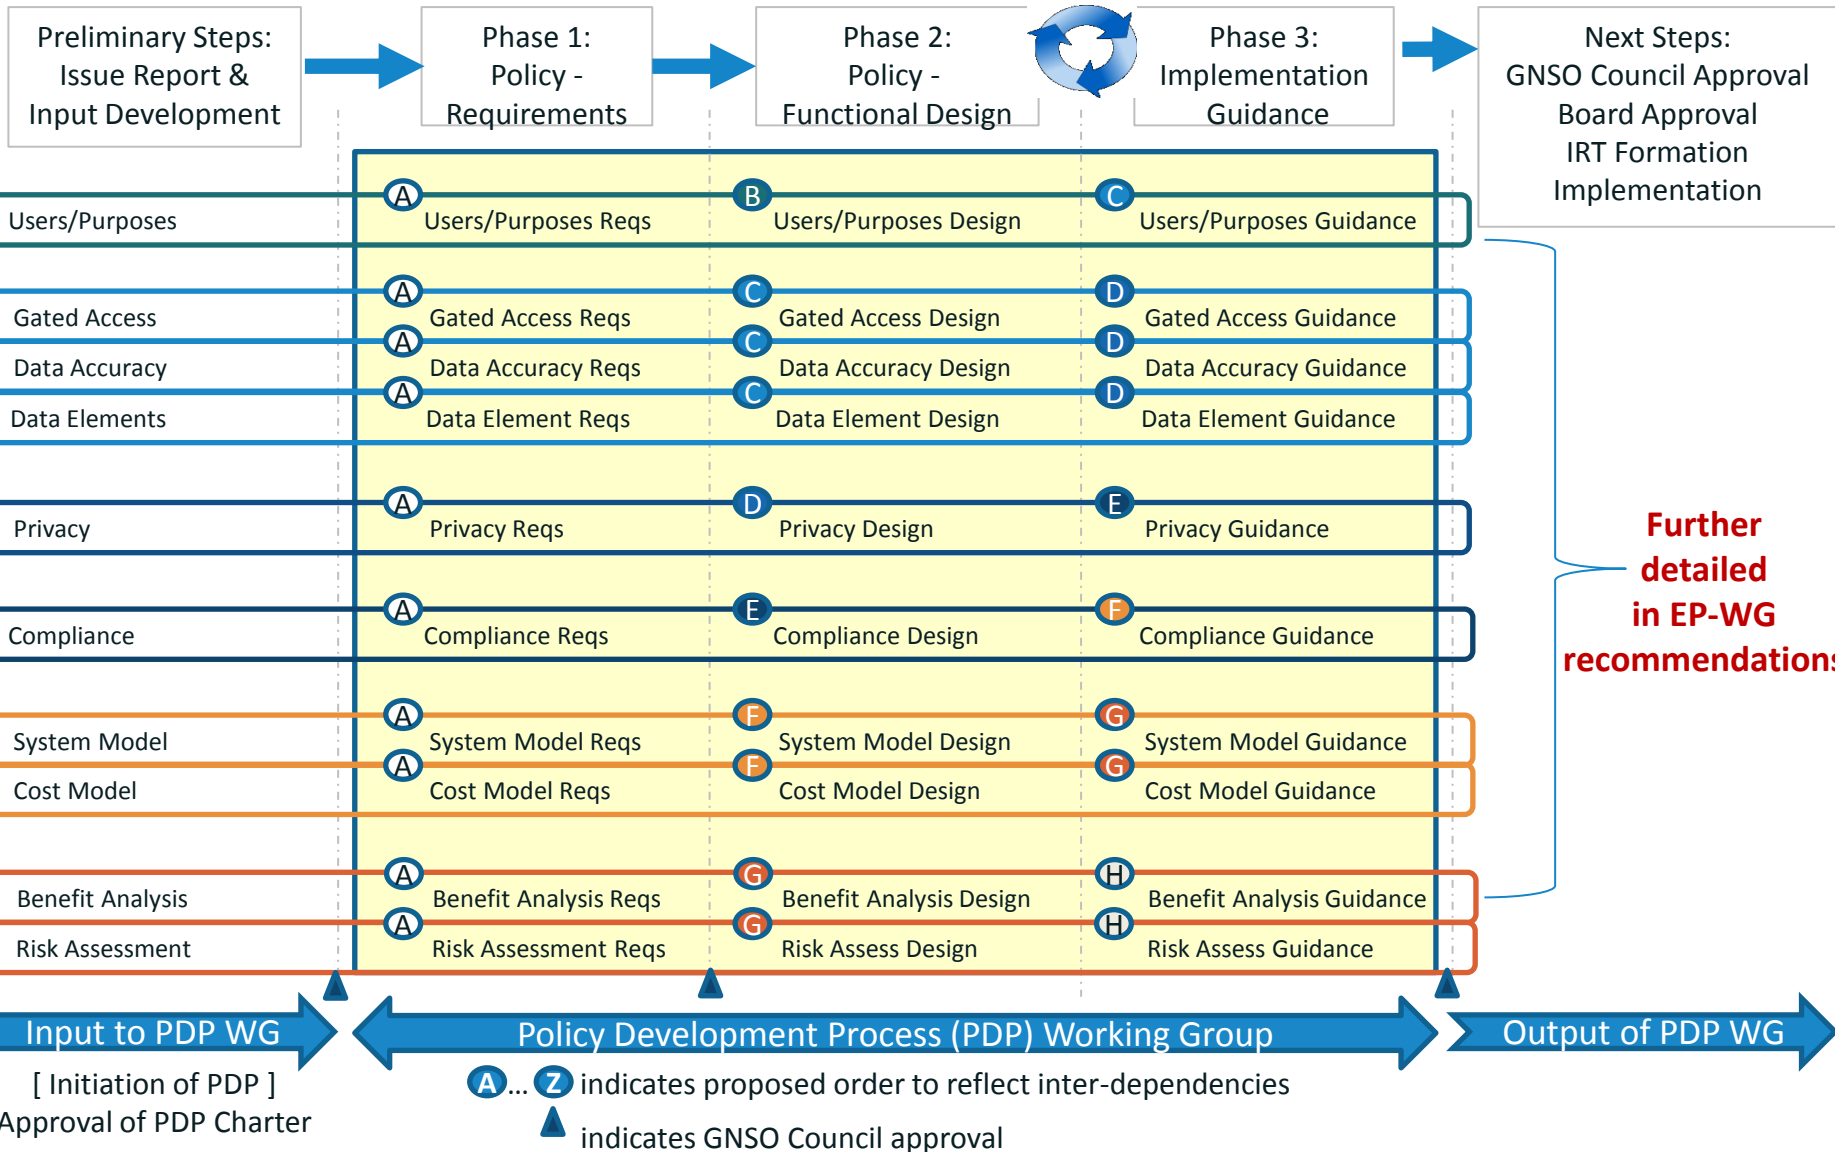 Preliminary Steps:
Issue Report &
Input Development
Phase 1:
Policy -
Requirements
Phase 2:
Policy -
Functional Design
Phase 3:
Implementation
Guidance
Next Steps:
GNSO Council Approval
Board Approval
IRT Formation
Implementation
A B C
Users/Purposes Users/Purposes Reqs Users/Purposes Design Users/Purposes Guidance
A C D
Gated Access Gated Access Reqs Gated Access Design Gated Access Guidance
A C D
Data Accuracy Data Accuracy Reqs Data Accuracy Design Data Accuracy Guidance
A C D
Data Elements Data Element Reqs Data Element Design Data Element Guidance
A D E
Privacy Privacy Reqs Privacy Design Privacy Guidance
A E F
Compliance Compliance Reqs Compliance Design Compliance Guidance
A F G
System Model System Model Reqs System Model Design System Model Guidance
A F G
Cost Model Cost Model Reqs Cost Model Design Cost Model Guidance
A G H
Benefit Analysis Benefit Analysis Reqs Benefit Analysis Design Benefit Analysis Guidance
A G H
Risk Assessment Risk Assessment Reqs Risk Assess Design Risk Assess Guidance
Further
detailed
in EP-WG
recommendations
Input to PDP WG
Policy Development Process (PDP) Working Group
Output of PDP WG
[ Initiation of PDP ]
Approval of PDP Charter
A ... Z indicates proposed order to reflect inter-dependencies
indicates GNSO Council approval